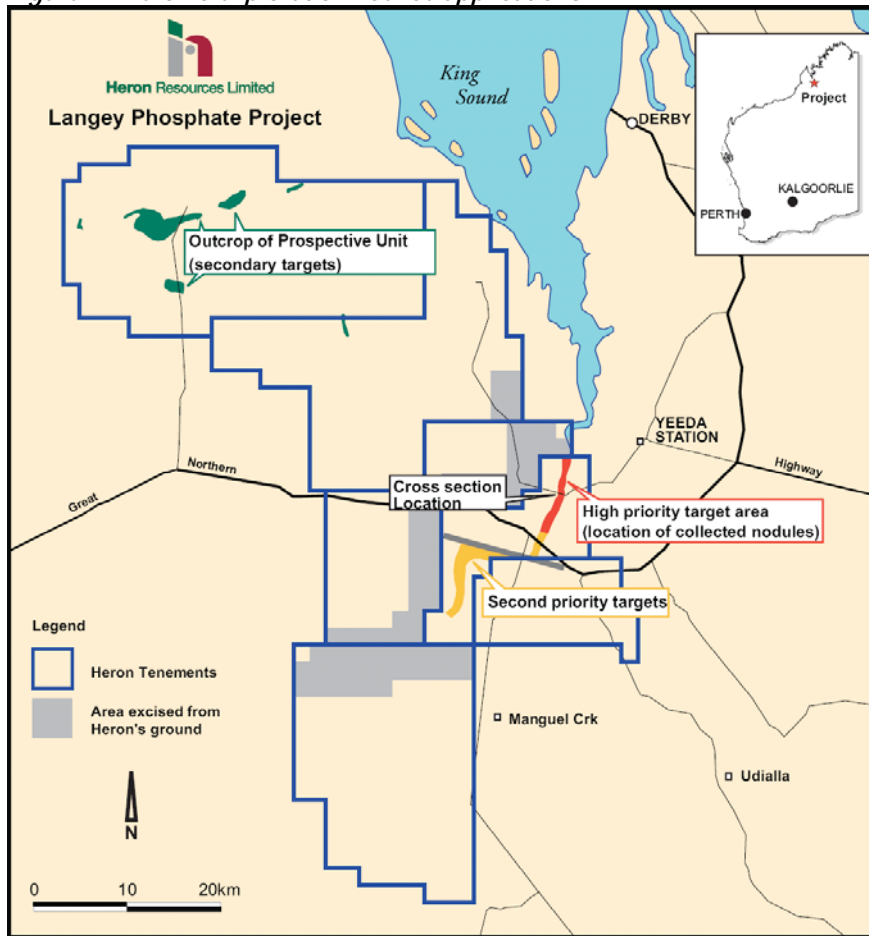 Heron Resources Limited
Langey Phosphate Project
King
Sound
DERBY
Project
KALGOORLIE
PERTH
Outcrop of Prospective Unit
(secondary targets)
YEEDA
STATION
Great
Northern
Highway
Cross section
Location
High priority target area
(location of collected nodules)
Second priority targets
Legend
Heron Tenements
Area excised from
Heron's ground
Manguel Crk
Udialla
N
0 10 20km